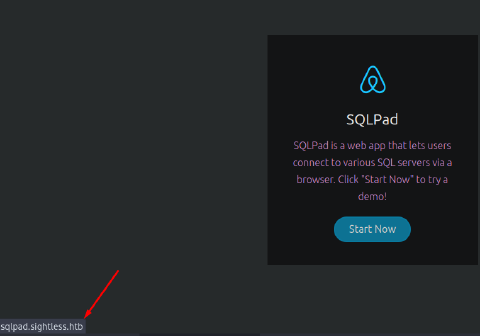 SQLPad
SQLPad is a web app that lets users
connect to various SQL servers via a
browser. Click "Start Now" to try a
demo!
Start Now
sqlpad.sightless.htb